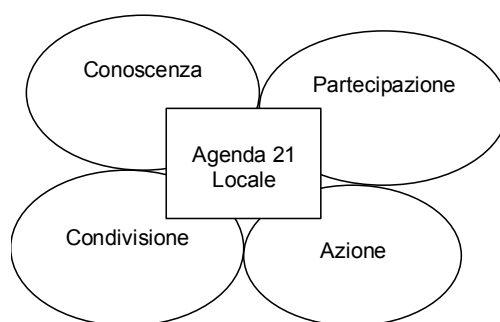 Conoscenza
Partecipazione
Agenda 21
Locale
Condivisione
Azione